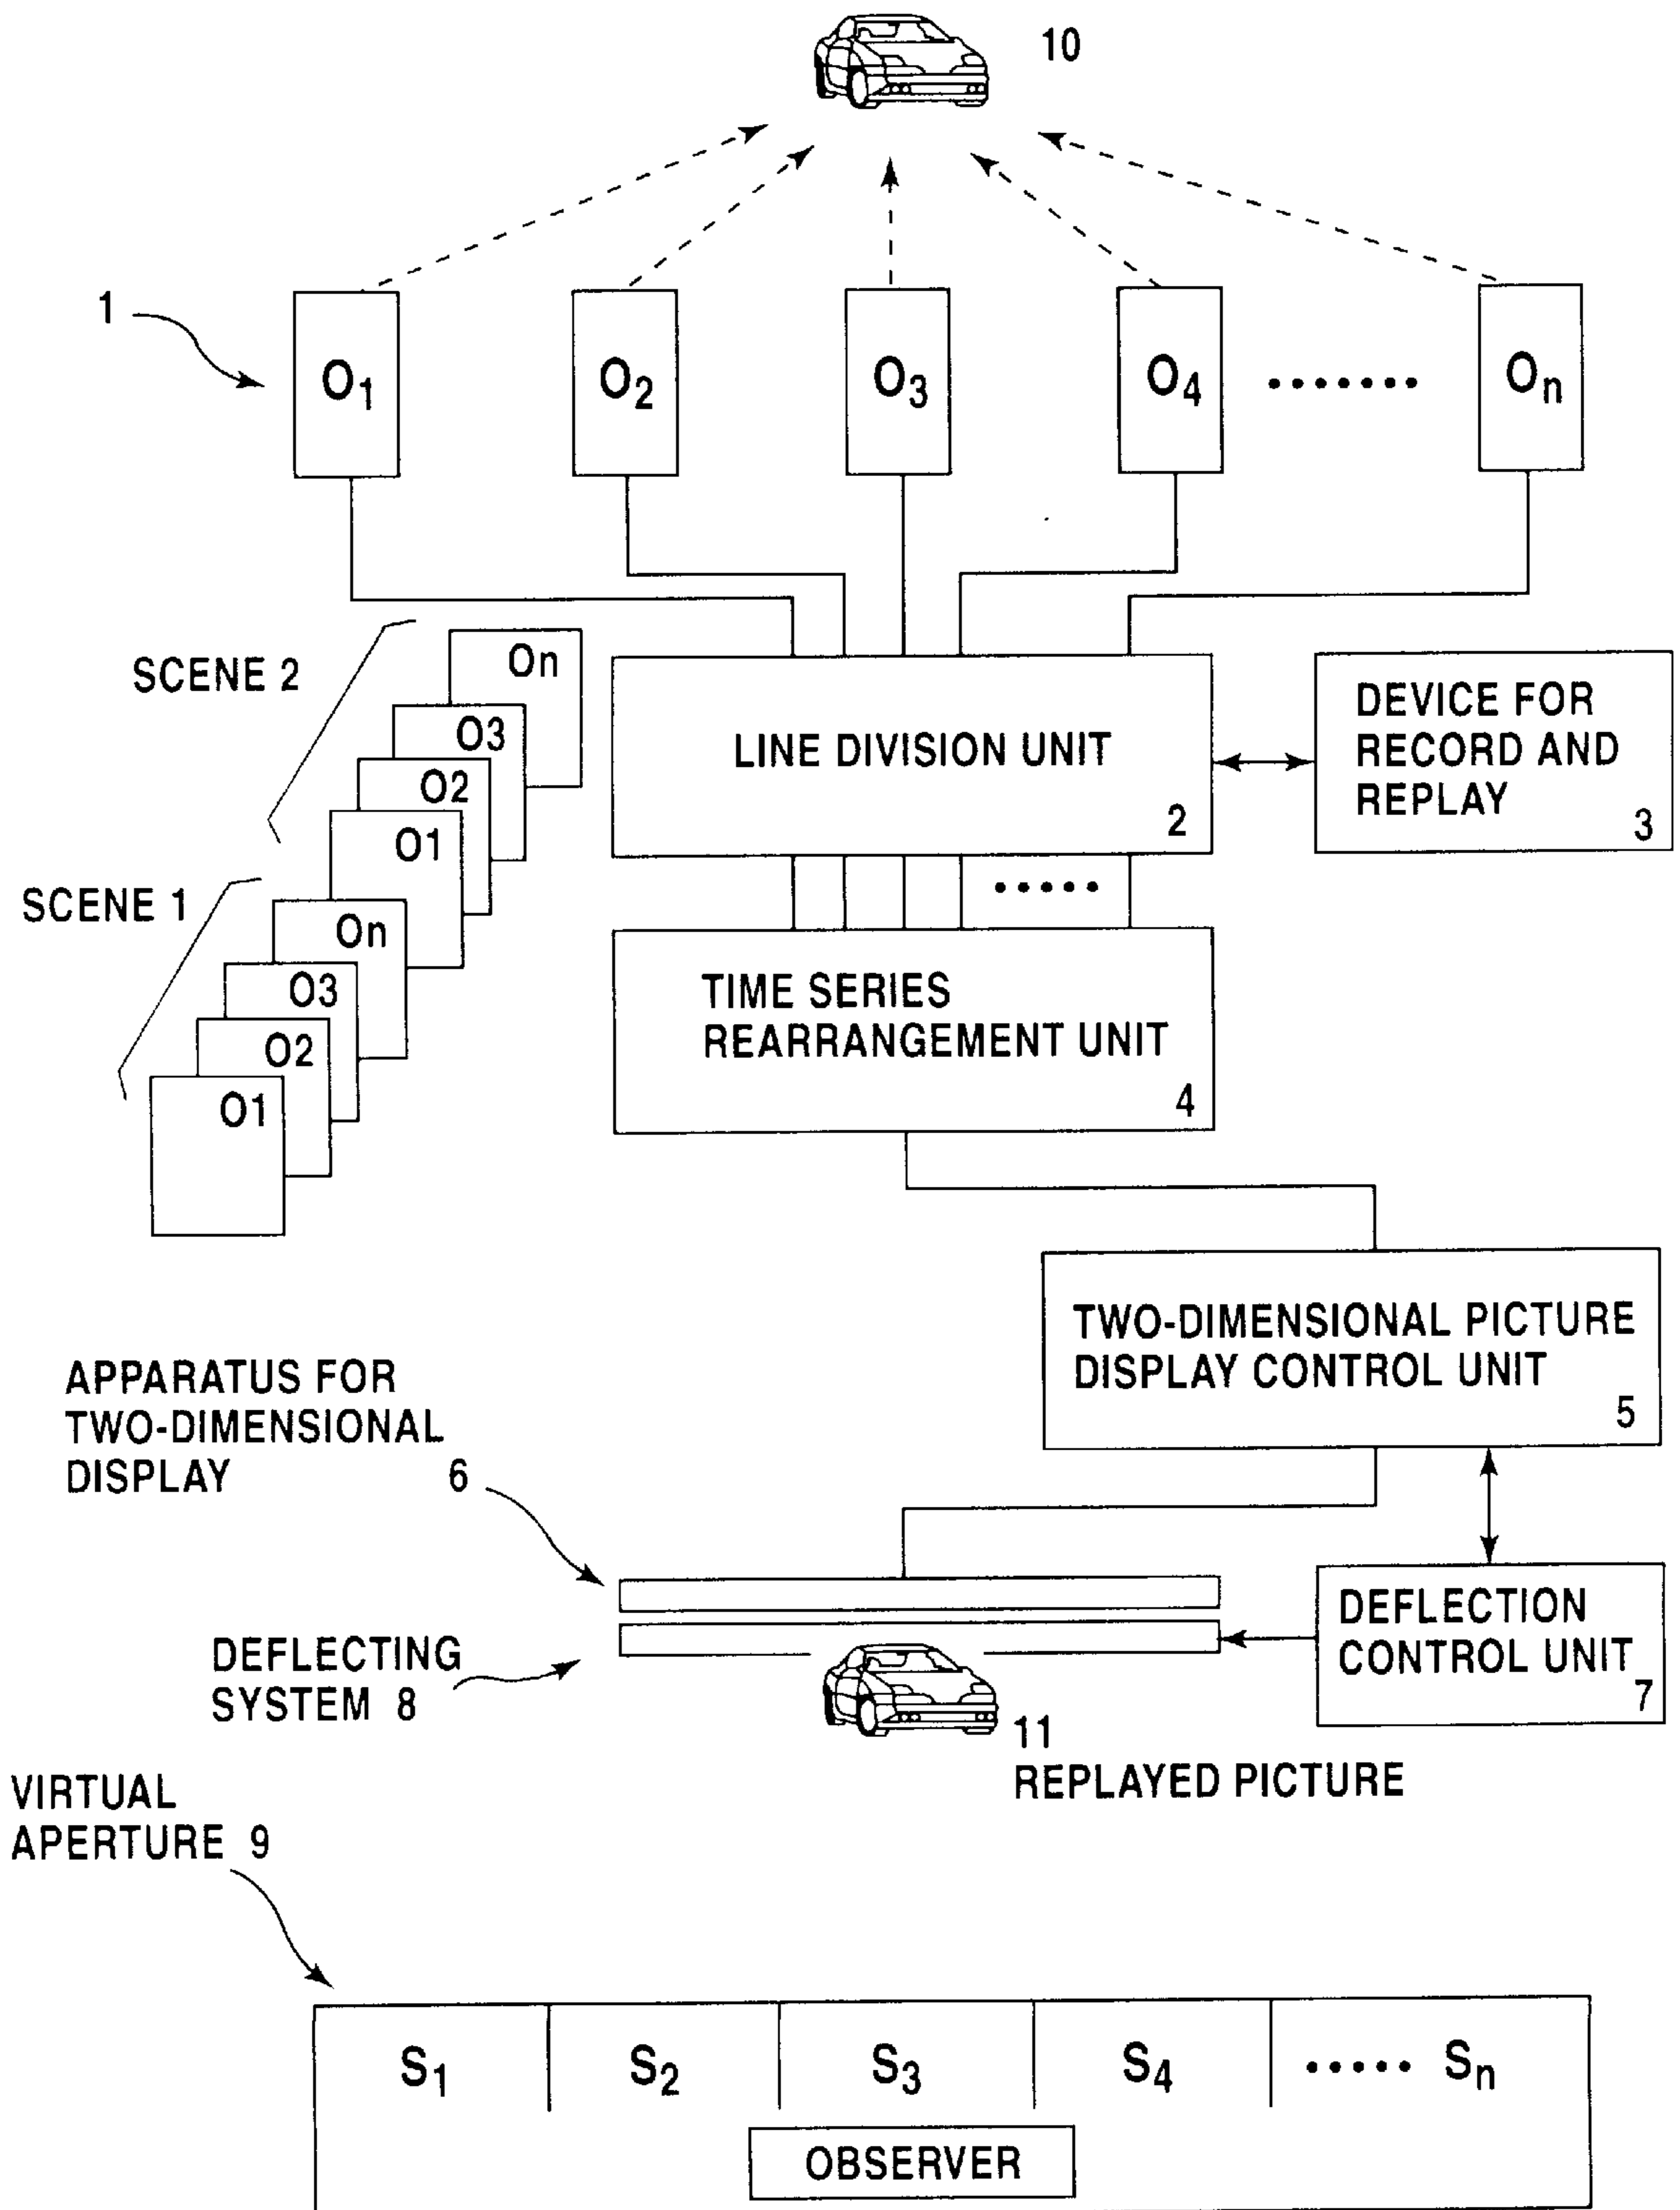 10
1
O1 O2 O3 O4 ....... On
SCENE 2
On
O3
O2
O1
SCENE 1
On
O3
O2
O1
LINE DIVISION UNIT
2
DEVICE FOR
RECORD AND
REPLAY
3
.....
TIME SERIES
REARRANGEMENT UNIT
4
TWO-DIMENSIONAL PICTURE
DISPLAY CONTROL UNIT
5
APPARATUS FOR
TWO-DIMENSIONAL
DISPLAY 6
DEFLECTION
CONTROL UNIT
7
DEFLECTING
SYSTEM 8
11
REPLAYED PICTURE
VIRTUAL
APERTURE 9
S1 S2 S3 S4 ..... Sn
OBSERVER